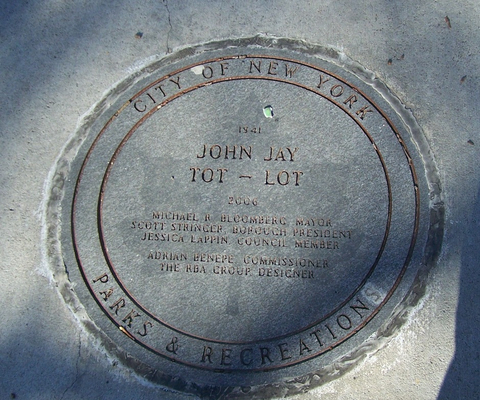 CITY OF NEW YORK
1941
JOHN JAY
TOT - LOT
2006
MICHAEL R. BLOOMBERG, MAYOR
SCOTT STRINGER, BOROUGH PRESIDENT
JESSICA LAPPIN, COUNCIL MEMBER
ADRIAN BENEPE, COMMISSIONER
THE RBA GROUP, DESIGNER
PARKS & RECREATIONS